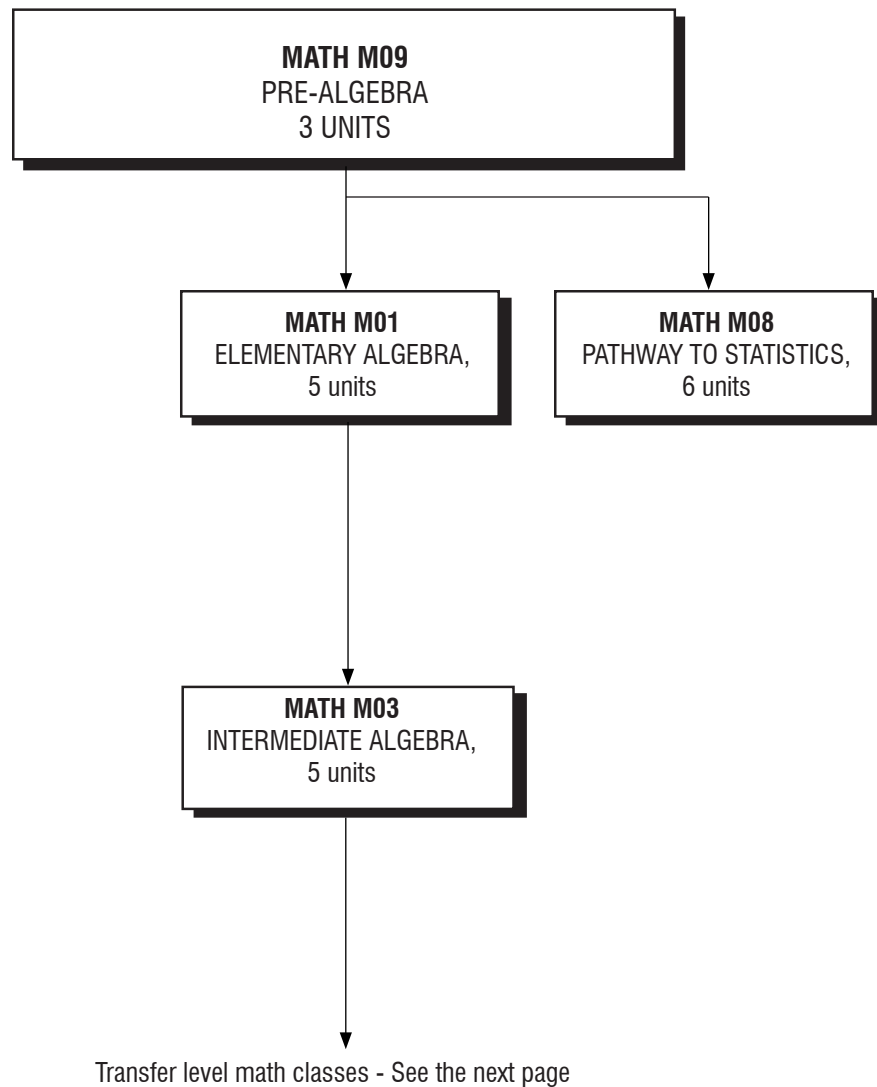 MATH M09
PRE-ALGEBRA
3 UNITS
MATH M01
ELEMENTARY ALGEBRA,
5 units
MATH M08
PATHWAY TO STATISTICS,
6 units
MATH M03
INTERMEDIATE ALGEBRA,
5 units
Transfer level math classes - See the next page